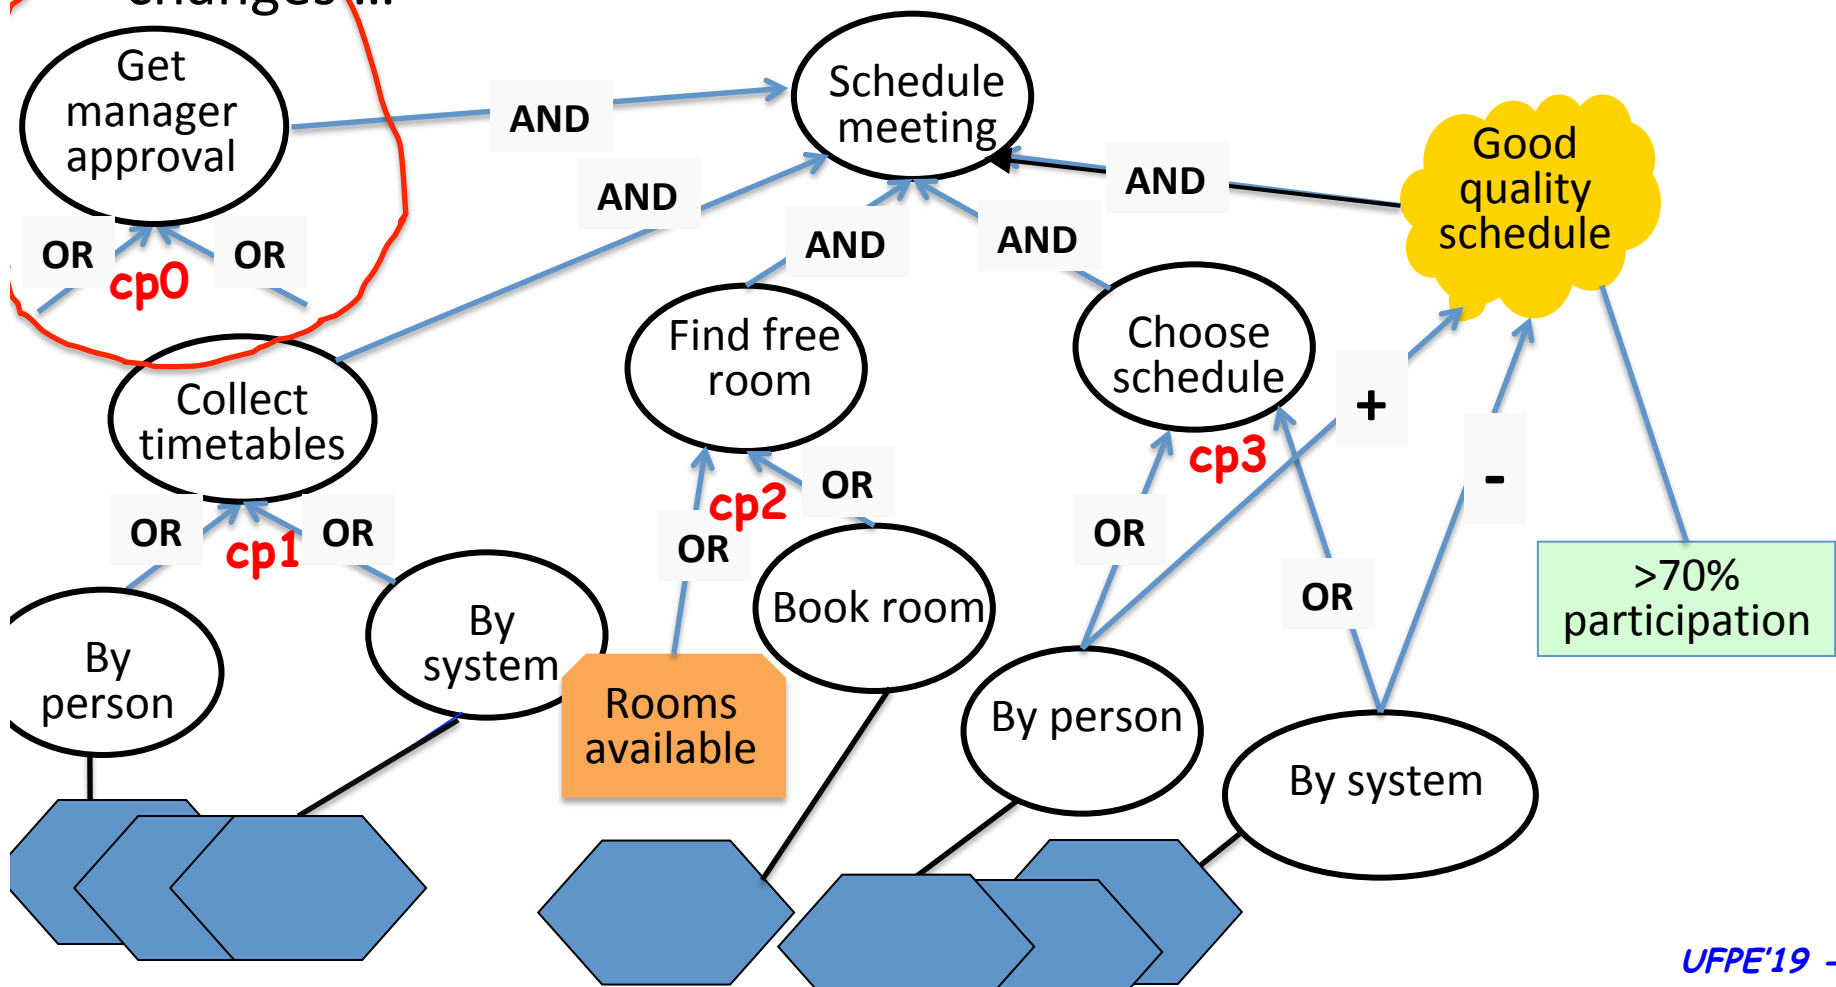 changes …
Get
manager
approval
AND
Schedule
meeting
Good
quality
schedule
AND
AND
AND
AND
OR
cp0
OR
Collect
timetables
Find free
room
Choose
schedule
+
-
OR
cp1
OR
cp2
OR
OR
cp3
OR
OR
>70%
participation
By
person
By
system
Rooms
available
Book room
By person
By system
UFPE'19 -